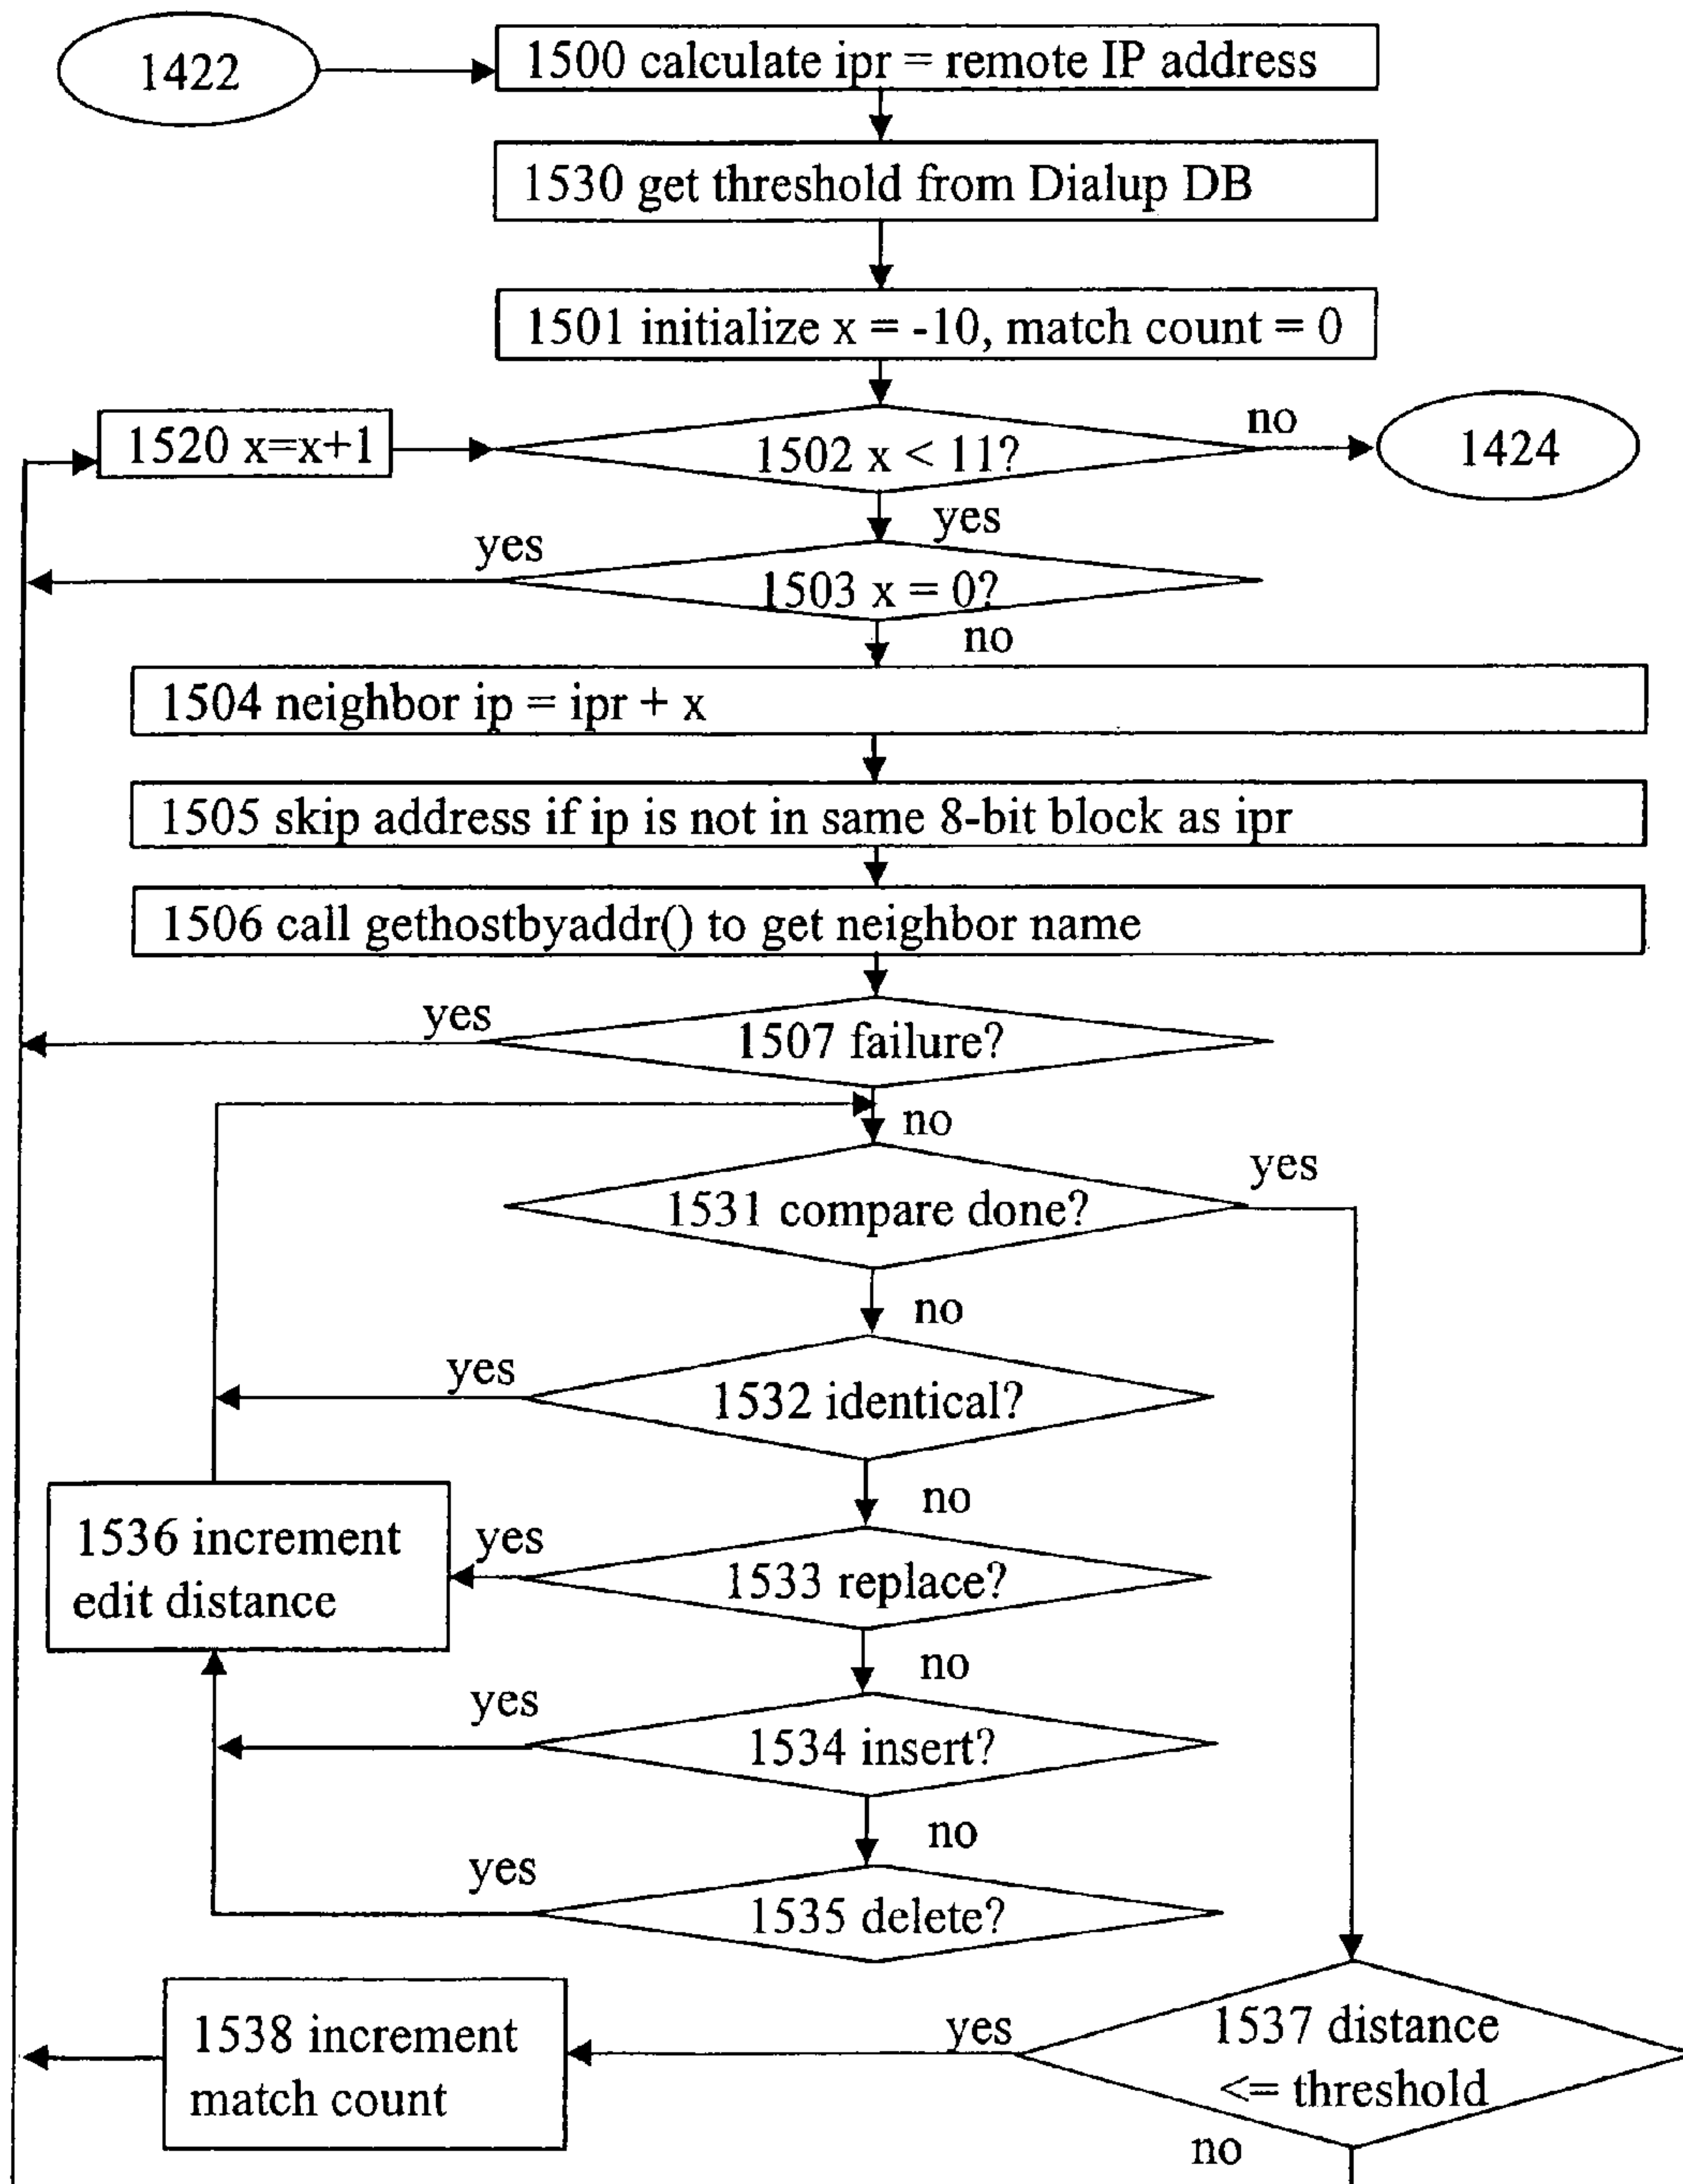 1422
1500 calculate ipr = remote IP address
1530 get threshold from Dialup DB
1501 initialize x = -10, match count = 0
1520 x=x+1
1502 x < 11?
no
1424
yes
yes
1503 x = 0?
no
1504 neighbor ip = ipr + x
1505 skip address if ip is not in same 8-bit block as ipr
1506 call gethostbyaddr() to get neighbor name
yes
1507 failure?
no
yes
1531 compare done?
no
yes
1532 identical?
no
1536 increment
edit distance
yes
1533 replace?
no
yes
1534 insert?
no
yes
1535 delete?
1538 increment
match count
yes
1537 distance
<= threshold
no